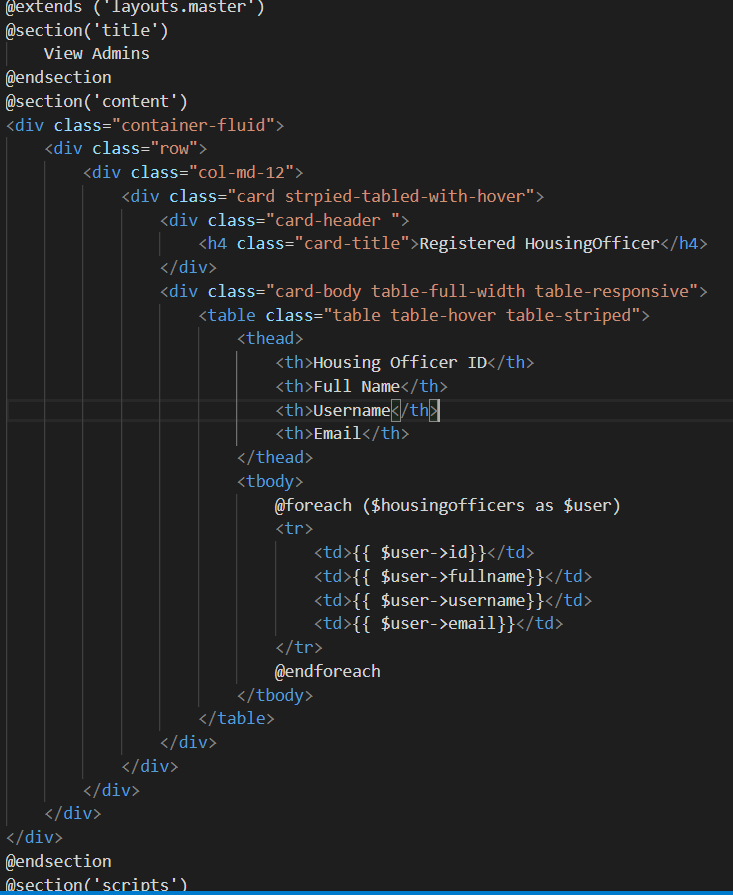 @extends ('layouts.master')
@section('title')
    View Admins
@endsection
@section('content')
<div class="container-fluid">
    <div class="row">
        <div class="col-md-12">
            <div class="card strpied-tabled-with-hover">
                <div class="card-header ">
                    <h4 class="card-title">Registered HousingOfficer</h4>
                </div>
                <div class="card-body table-full-width table-responsive">
                    <table class="table table-hover table-striped">
                        <thead>
                            <th>Housing Officer ID</th>
                            <th>Full Name</th>
                            <th>Username</th>
                            <th>Email</th>
                        </thead>
                        <tbody>
                            @foreach ($housingofficers as $user)
                            <tr>
                                <td>{{ $user->id}}</td>
                                <td>{{ $user->fullname}}</td>
                                <td>{{ $user->username}}</td>
                                <td>{{ $user->email}}</td>
                            </tr>
                            @endforeach
                        </tbody>
                    </table>
                </div>
            </div>
        </div>
    </div>
</div>
@endsection
@section('scripts')